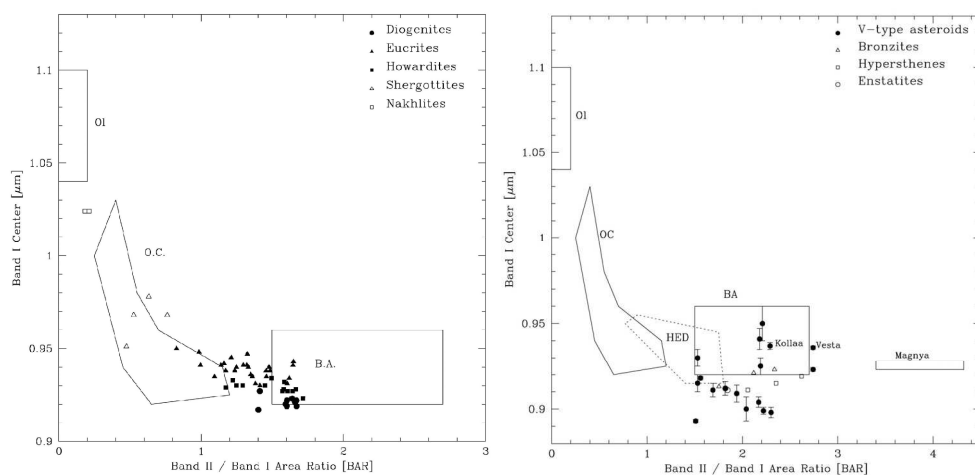 Diogenites
Eucrites
Howardites
Shergottites
Nakhlites
1.1
Ol
1.05
Band I Center [μm]
1
O.C.
0.95
B.A.
0.9
0
1
2
3
Band II / Band I Area Ratio [BAR]
V-type asteroids
Bronzites
Hypersthenes
Enstatites
1.1
Ol
1.05
Band I Center [μm]
1
OC
BA
0.95
HED
Kollaa
Vesta
Magnya
0.9
0
1
2
3
4
Band II / Band I Area Ratio [BAR]